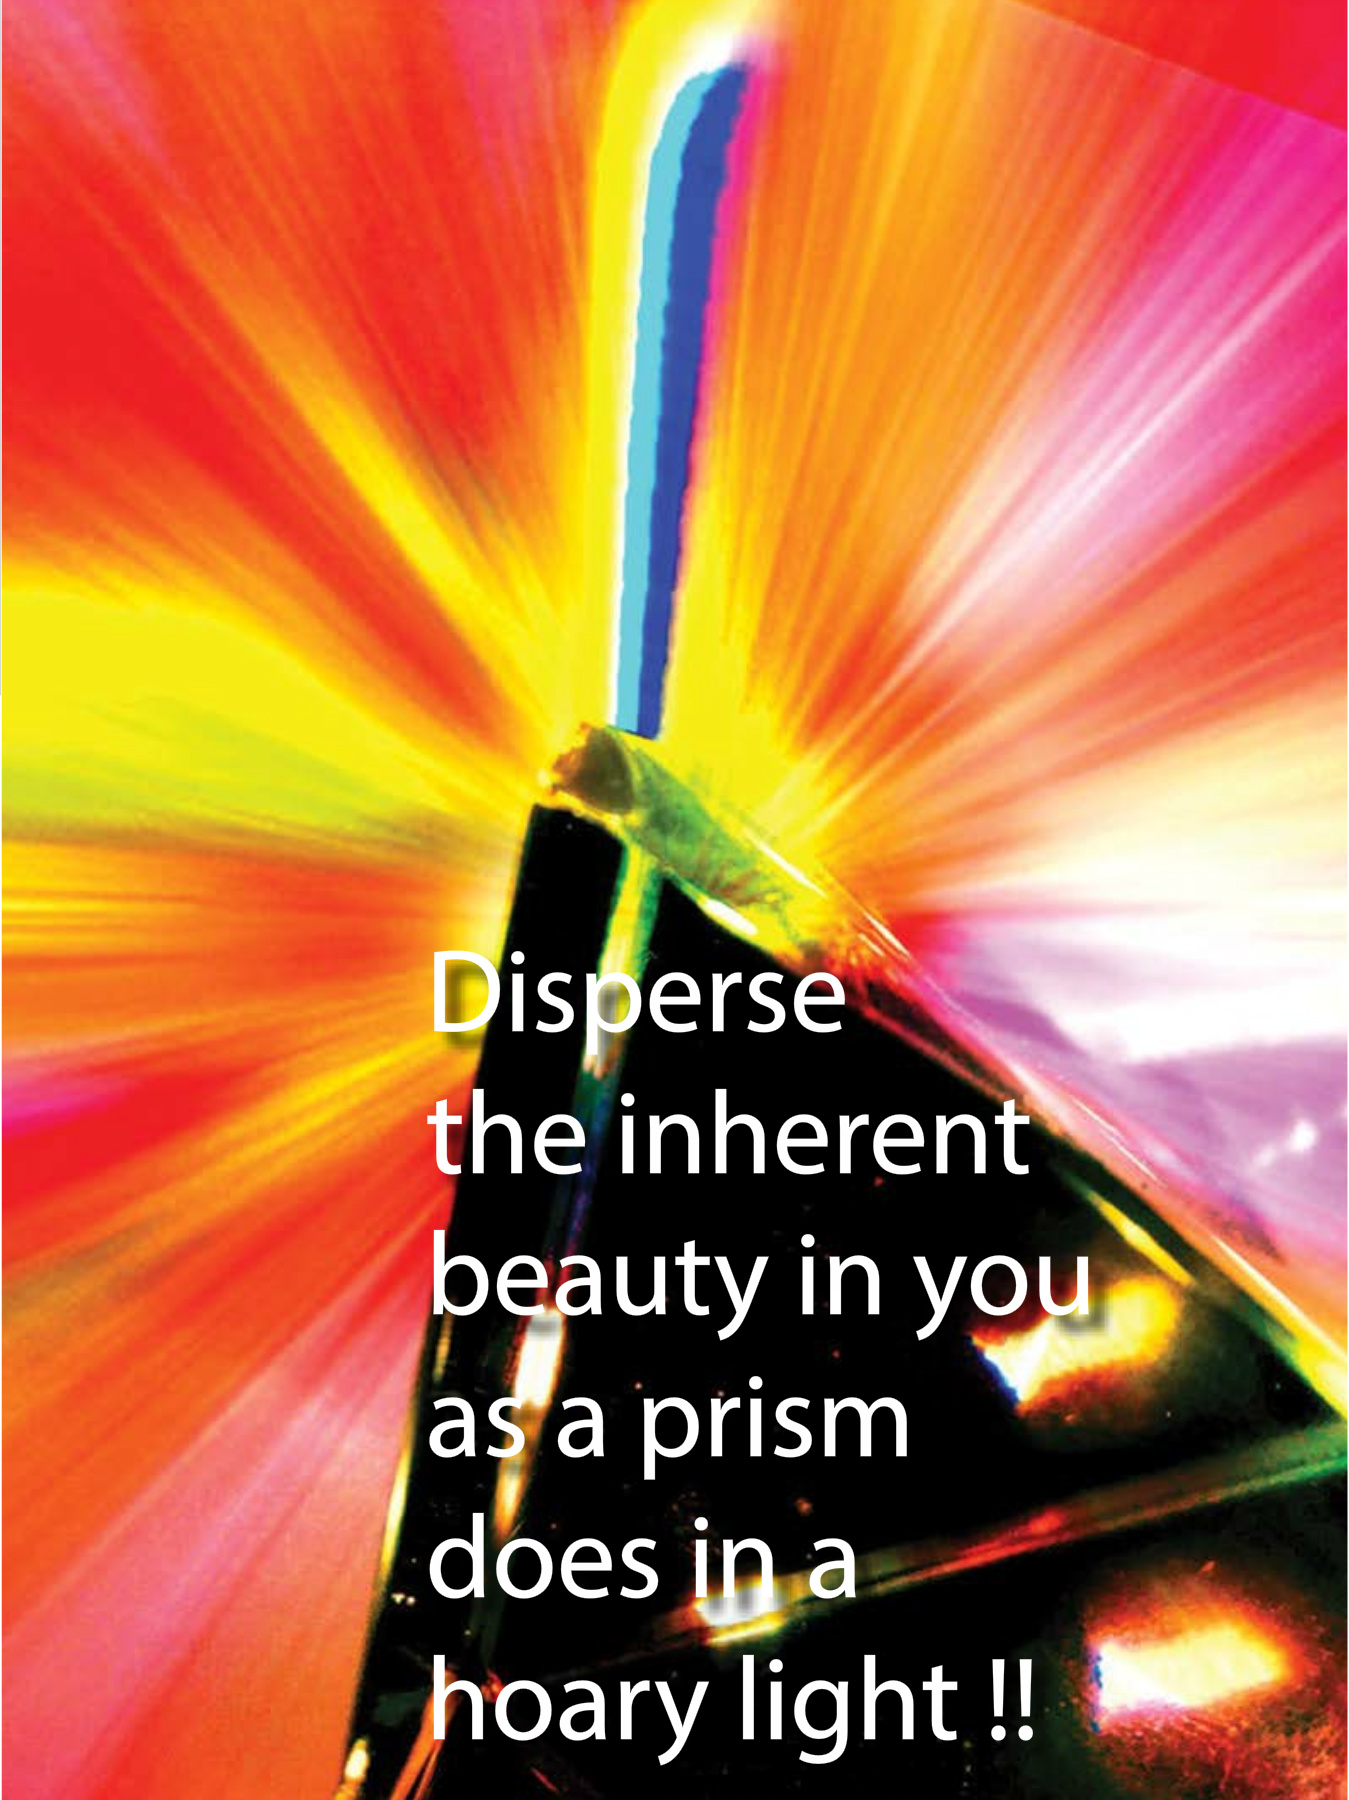 Disperse
the inherent
beauty in you
as a prism
does in a
hoary light !!